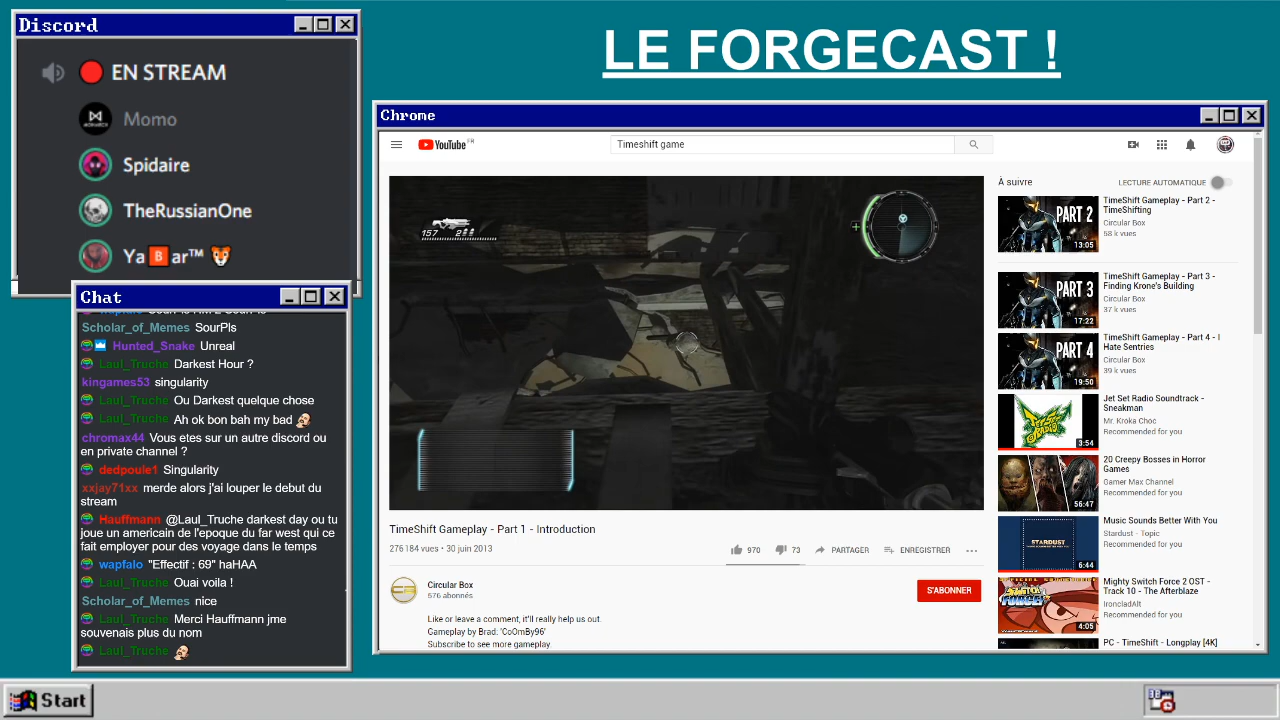 Discord
EN STREAM
Momo
Spidaire
TheRussianOne
YaBar™
Chat
Scholar_of_Memes SourPls
Hunted_Snake Unreal
Laul_Truche Darkest Hour ?
kingames53 singularity
Laul_Truche Ou Darkest quelque chose
Laul_Truche Ah ok bon bah my bad
chromax44 Vous etes sur un autre discord ou
en private channel ?
dedpoule1 Singularity
xxjay71xx merde alors j'ai louper le debut du
stream
Hauffmann @Laul_Truche darkest day ou tu
joue un americain de l'epoque du far west qui ce
fait employer pour des voyage dans le temps
wapfalo "Effectif : 69" haHAA
Laul_Truche Ouai voila !
Scholar_of_Memes nice
Laul_Truche Merci Hauffmann jme
souvenais plus du nom
Laul_Truche
LE FORGECAST !
Chrome
YouTube FR
Timeshift game
157
TimeShift Gameplay - Part 1 - Introduction
276 184 vues • 30 juin 2013
970
73
PARTAGER
ENREGISTRER
Circular Box
576 abonnés
S'ABONNER
Like or leave a comment, it'll really help us out.
Gameplay by Brad: 'CoOmBy96'
Subscribe to see more gameplay
À suivre
LECTURE AUTOMATIQUE
PART 2
13:05
TimeShift Gameplay - Part 2 -
TimeShifting
Circular Box
58 k vues
PART 3
17:22
TimeShift Gameplay - Part 3 -
Finding Krone's Building
Circular Box
37 k vues
PART 4
19:50
TimeShift Gameplay - Part 4 - I
Hate Sentries
Circular Box
39 k vues
3:54
Jet Set Radio Soundtrack -
Sneakman
Mr. Kroka Choc
Recommended for you
56:47
20 Creepy Bosses in Horror
Games
Gamer Max Channel
Recommended for you
STARDUST
6:44
Music Sounds Better With You
Stardust - Topic
Recommended for you
4:05
Mighty Switch Force 2 OST -
Track 10 - The Afterblaze
IroncladAlt
Recommended for you
PC - TimeShift - Longplay [4K]
Start